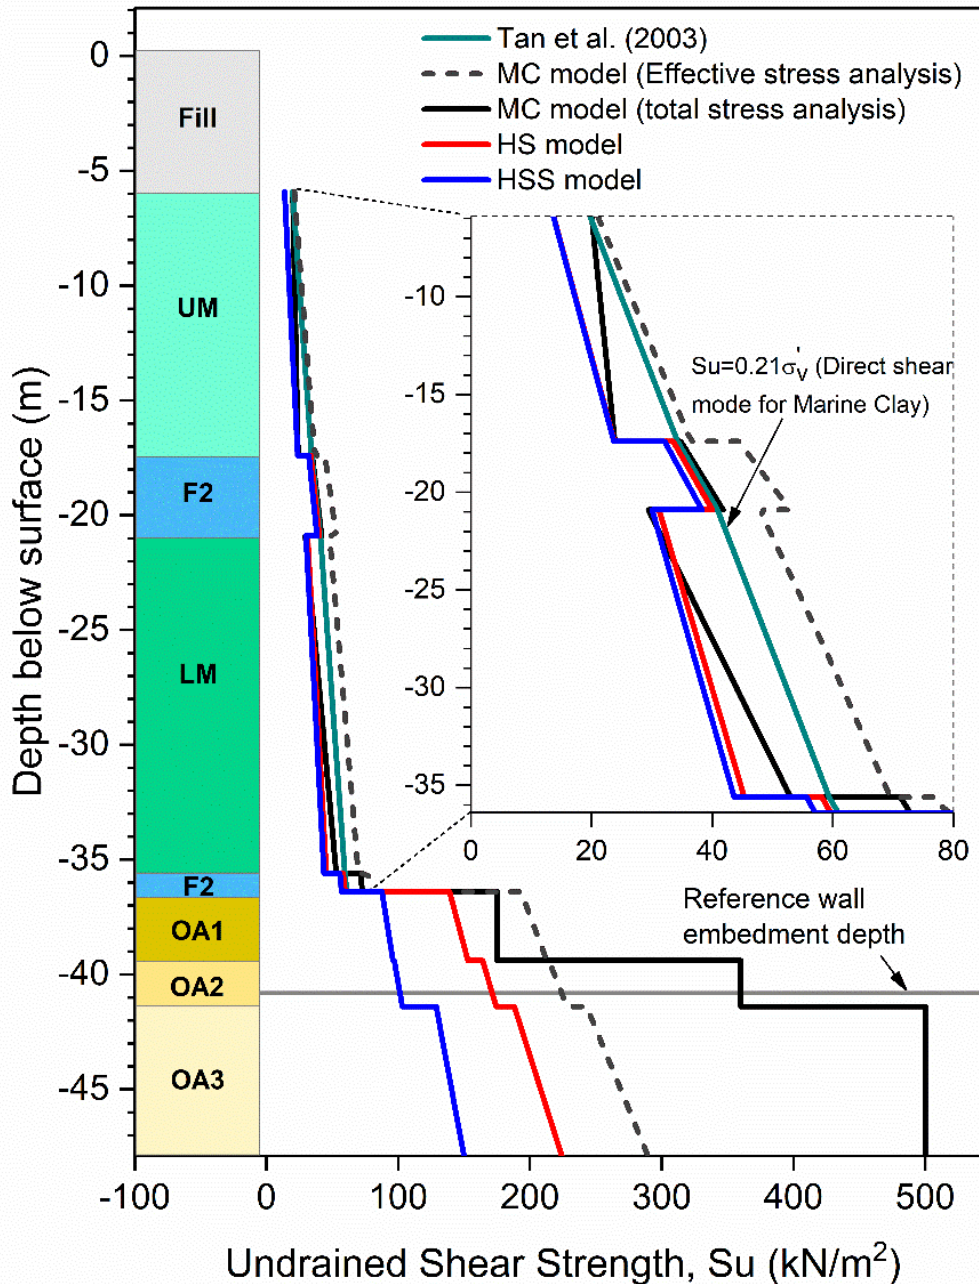 Tan et al. (2003)
MC model (Effective stress analysis)
MC model (total stress analysis)
HS model
HSS model
Depth below surface (m)
0
-5
-10
-15
-20
-25
-30
-35
-40
-45
Fill
UM
F2
LM
F2
OA1
OA2
OA3
-10
-15
-20
-25
-30
-35
0
20
40
60
80
Su=0.21σ'v (Direct shear
mode for Marine Clay)
Reference wall
embedment depth
-100
0
100
200
300
400
500
Undrained Shear Strength, Su (kN/m²)